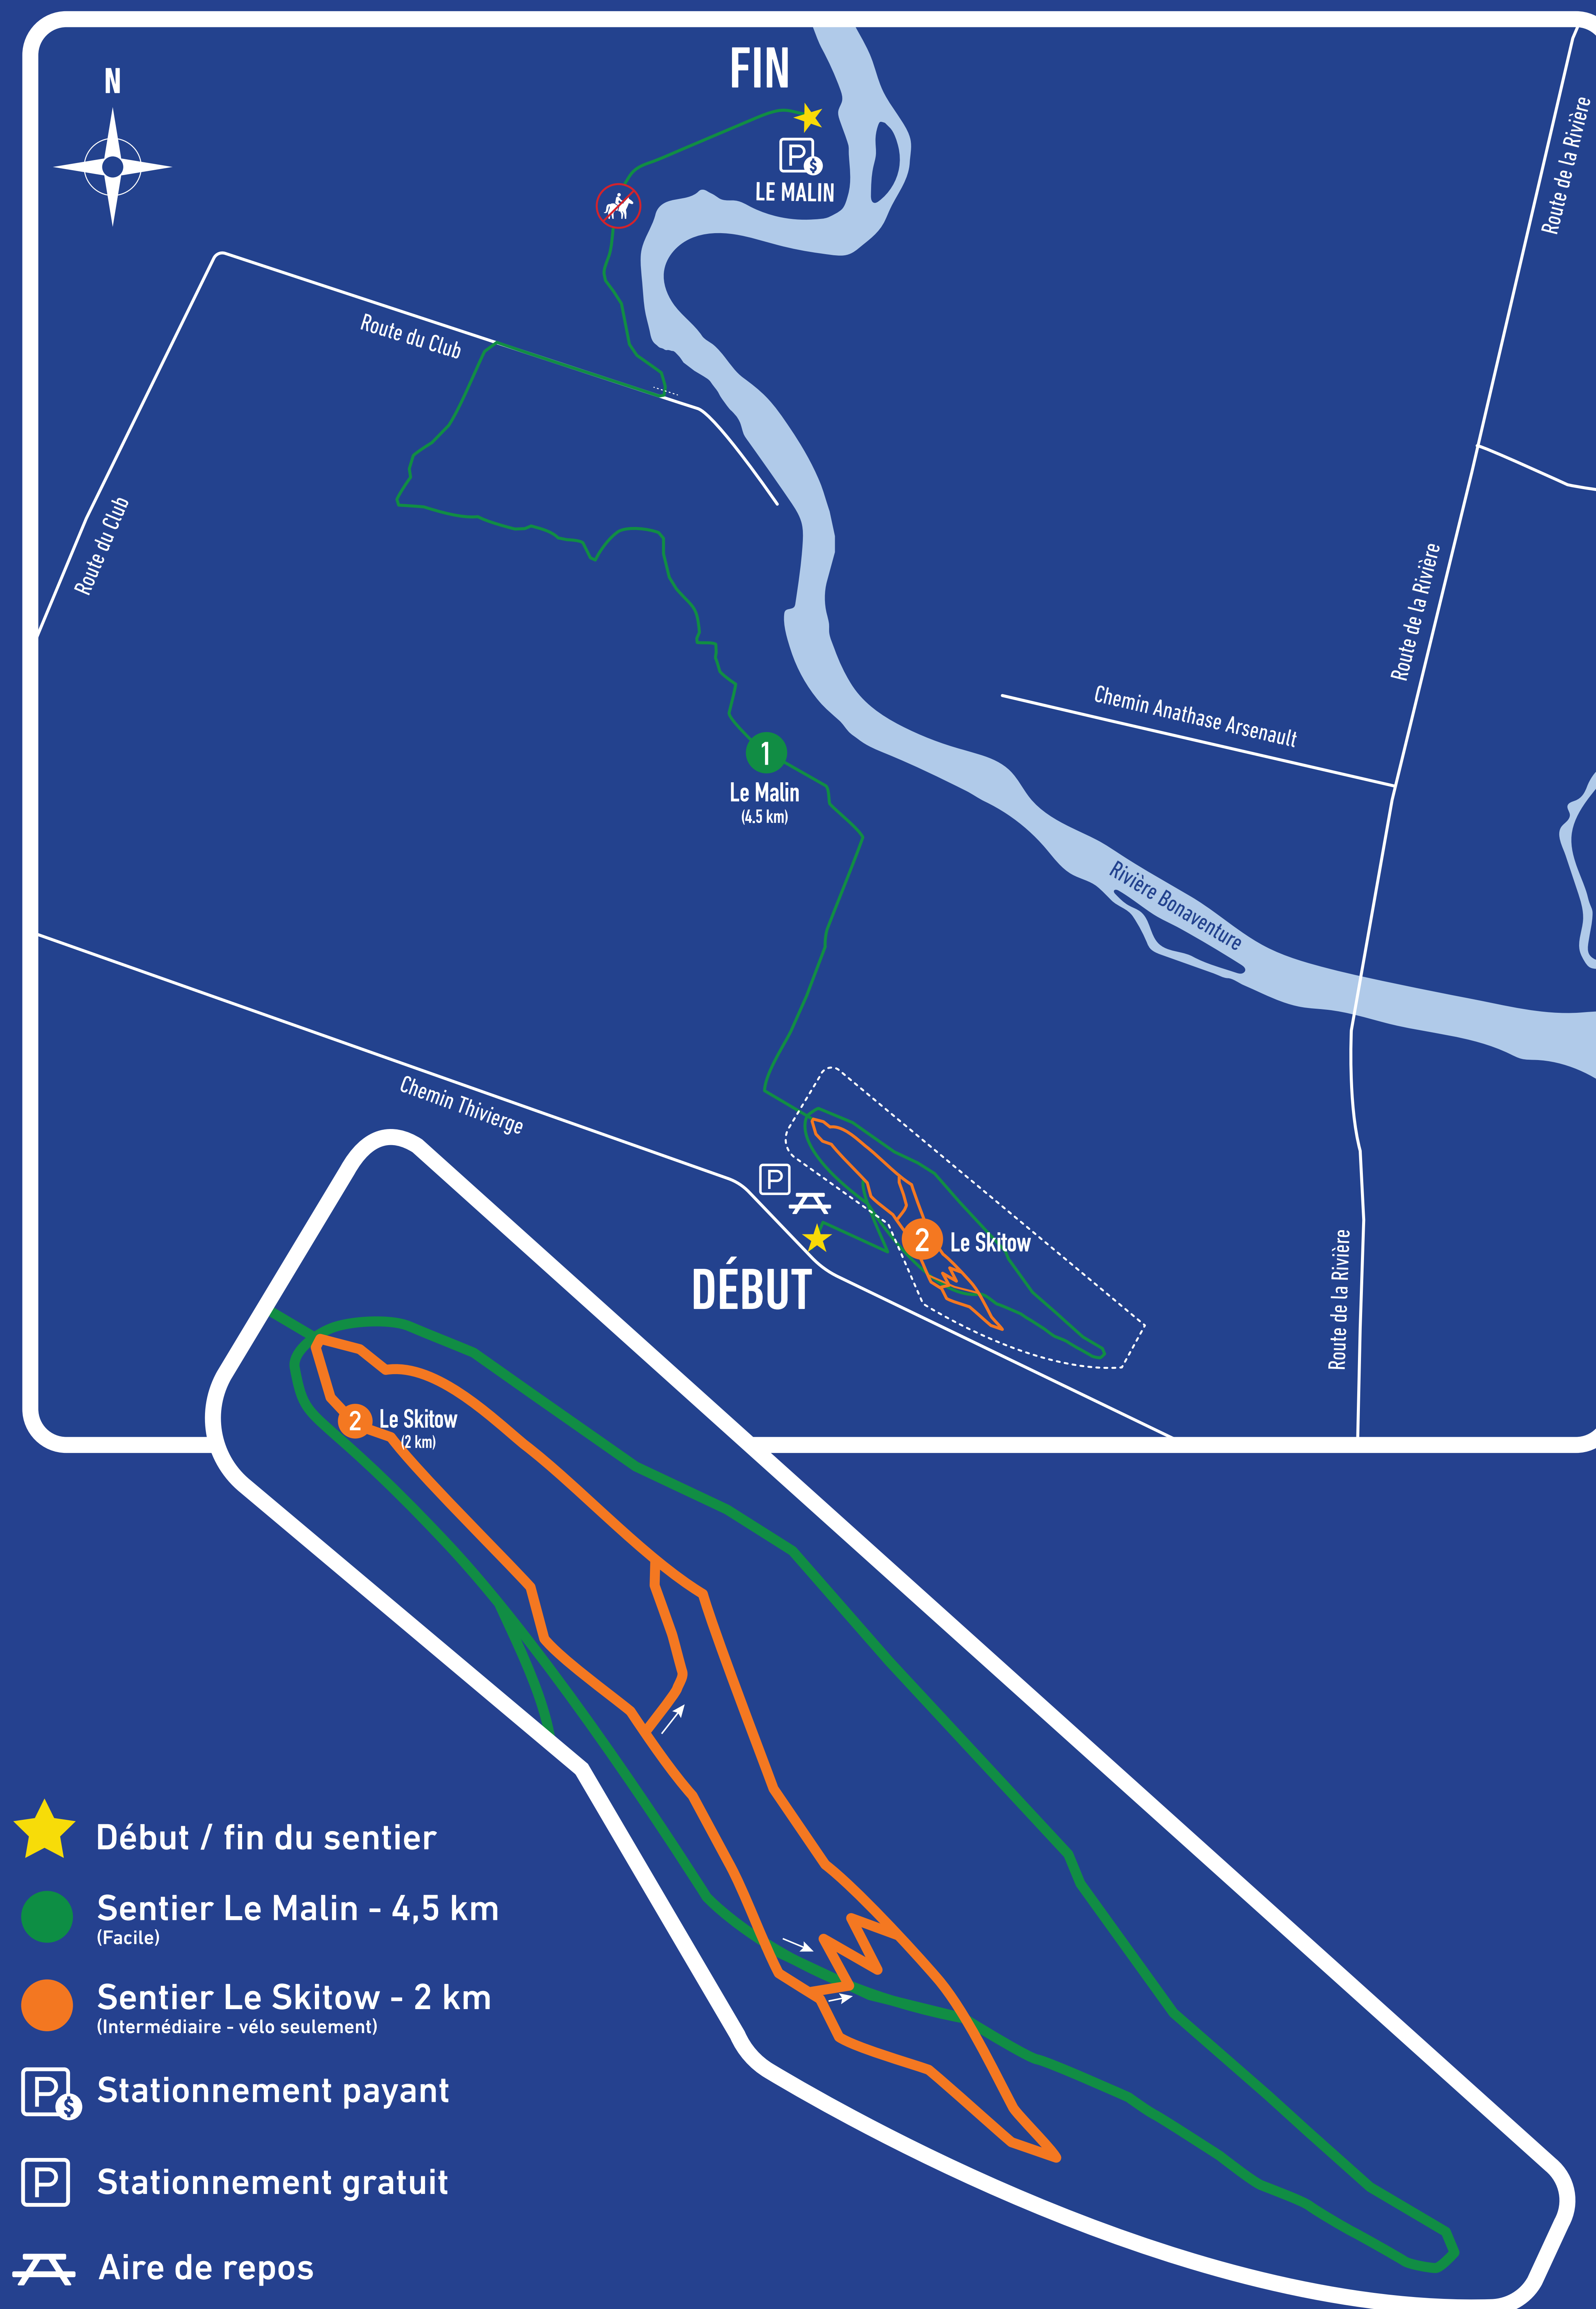 FIN
N
P
$
LE MALIN
Route de la Rivière
Route du Club
Route du Club
Route de la Rivière
Chemin Anathase Arsenault
1
Le Malin
(4.5 km)
Rivière Bonaventure
Chemin Thivierge
P
2
Le Skitow
DÉBUT
Route de la Rivière
2
Le Skitow
(2 km)
Début / fin du sentier
Sentier Le Malin - 4,5 km
(Facile)
Sentier Le Skitow - 2 km
(Intermédiaire - vélo seulement)
P
$
Stationnement payant
P
Stationnement gratuit
Aire de repos